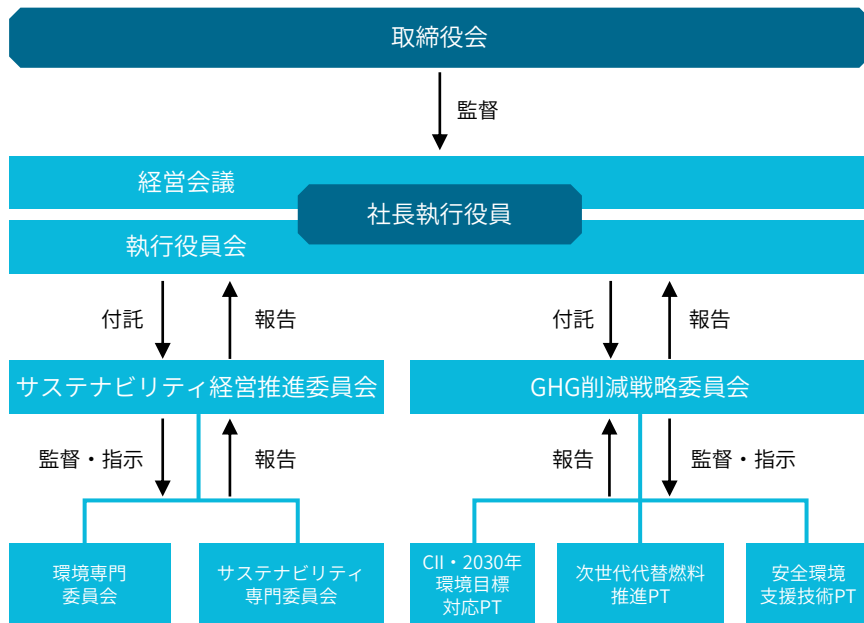 取締役会
監督
経営会議
社長執行役員
執行役員会
付託
報告
付託
報告
サステナビリティ経営推進委員会
GHG削減戦略委員会
監督・指示
報告
報告
監督・指示
環境専門
委員会
サステナビリティ
専門委員会
CII・2030年
環境目標
対応PT
次世代代替燃料
推進PT
安全環境
支援技術PT